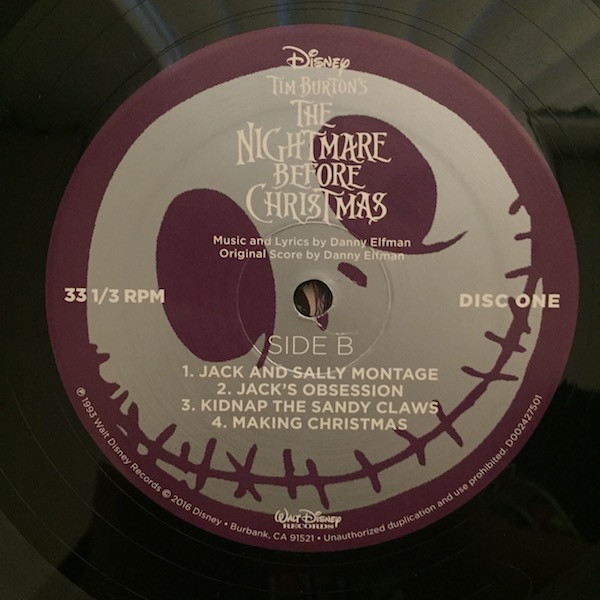 Disney
TIM BURTON'S
THE
NIGHTMARE
BEFORE
CHRISTMAS
Music and Lyrics by Danny Elfman
Original Score by Danny Elfman
33 1/3 RPM
DISC ONE
SIDE B
1. JACK AND SALLY MONTAGE
2. JACK'S OBSESSION
3. KIDNAP THE SANDY CLAWS
4. MAKING CHRISTMAS
℗ 1993 Walt Disney Records © 2016 Disney • Burbank, CA 91521 • Unauthorized duplication and use prohibited. D002427501
WALT DISNEY
RECORDS